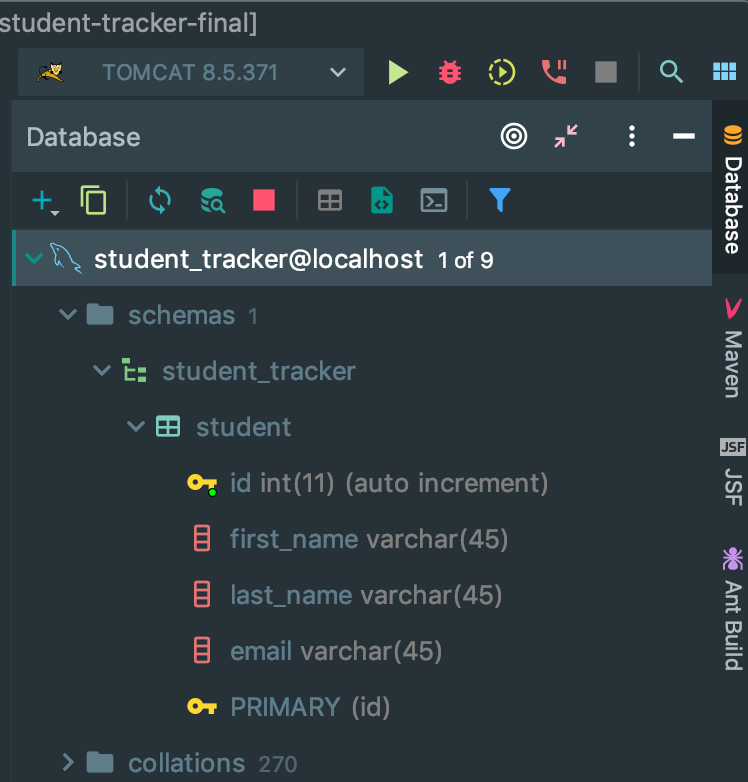 student-tracker-final]
TOMCAT 8.5.371
Database
student_tracker@localhost 1 of 9
schemas 1
student_tracker
student
id int(11) (auto increment)
first_name varchar(45)
last_name varchar(45)
email varchar(45)
PRIMARY (id)
collations 270
Database
Maven
JSF
JSF
Ant Build